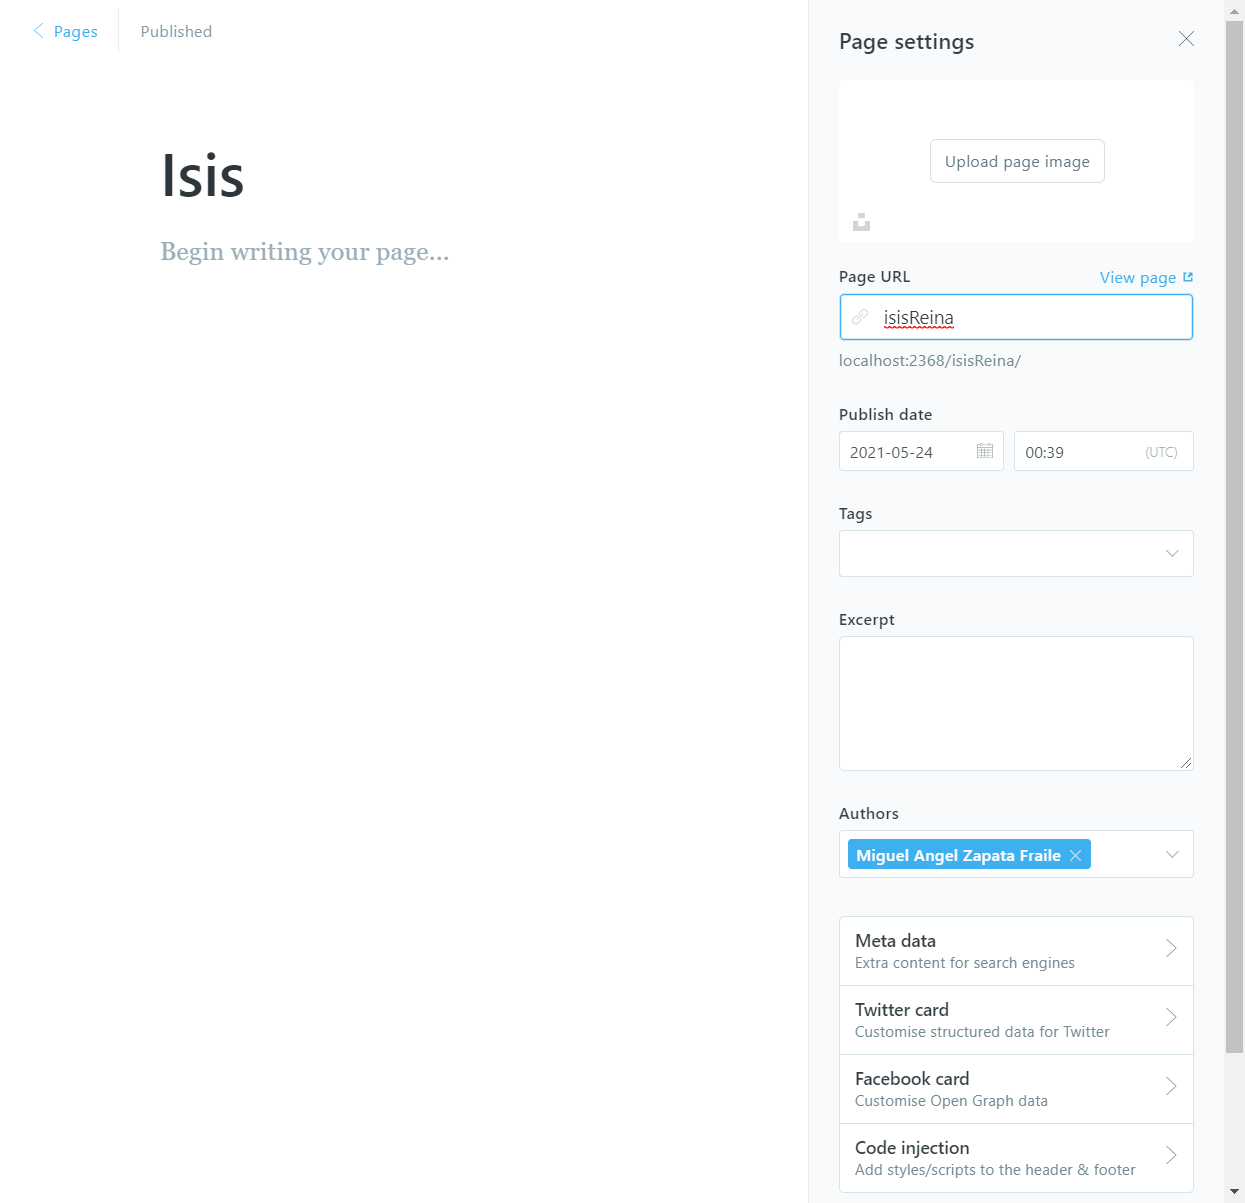 Pages
Published
Page settings
Isis
Begin writing your page...
Upload page image
Page URL
View page
isisReina
localhost:2368/isisReina/
Publish date
2021-05-24
00:39 (UTC)
Tags
Excerpt
Authors
Miguel Angel Zapata Fraile
Meta data
Extra content for search engines
Twitter card
Customise structured data for Twitter
Facebook card
Customise Open Graph data
Code injection
Add styles/scripts to the header & footer